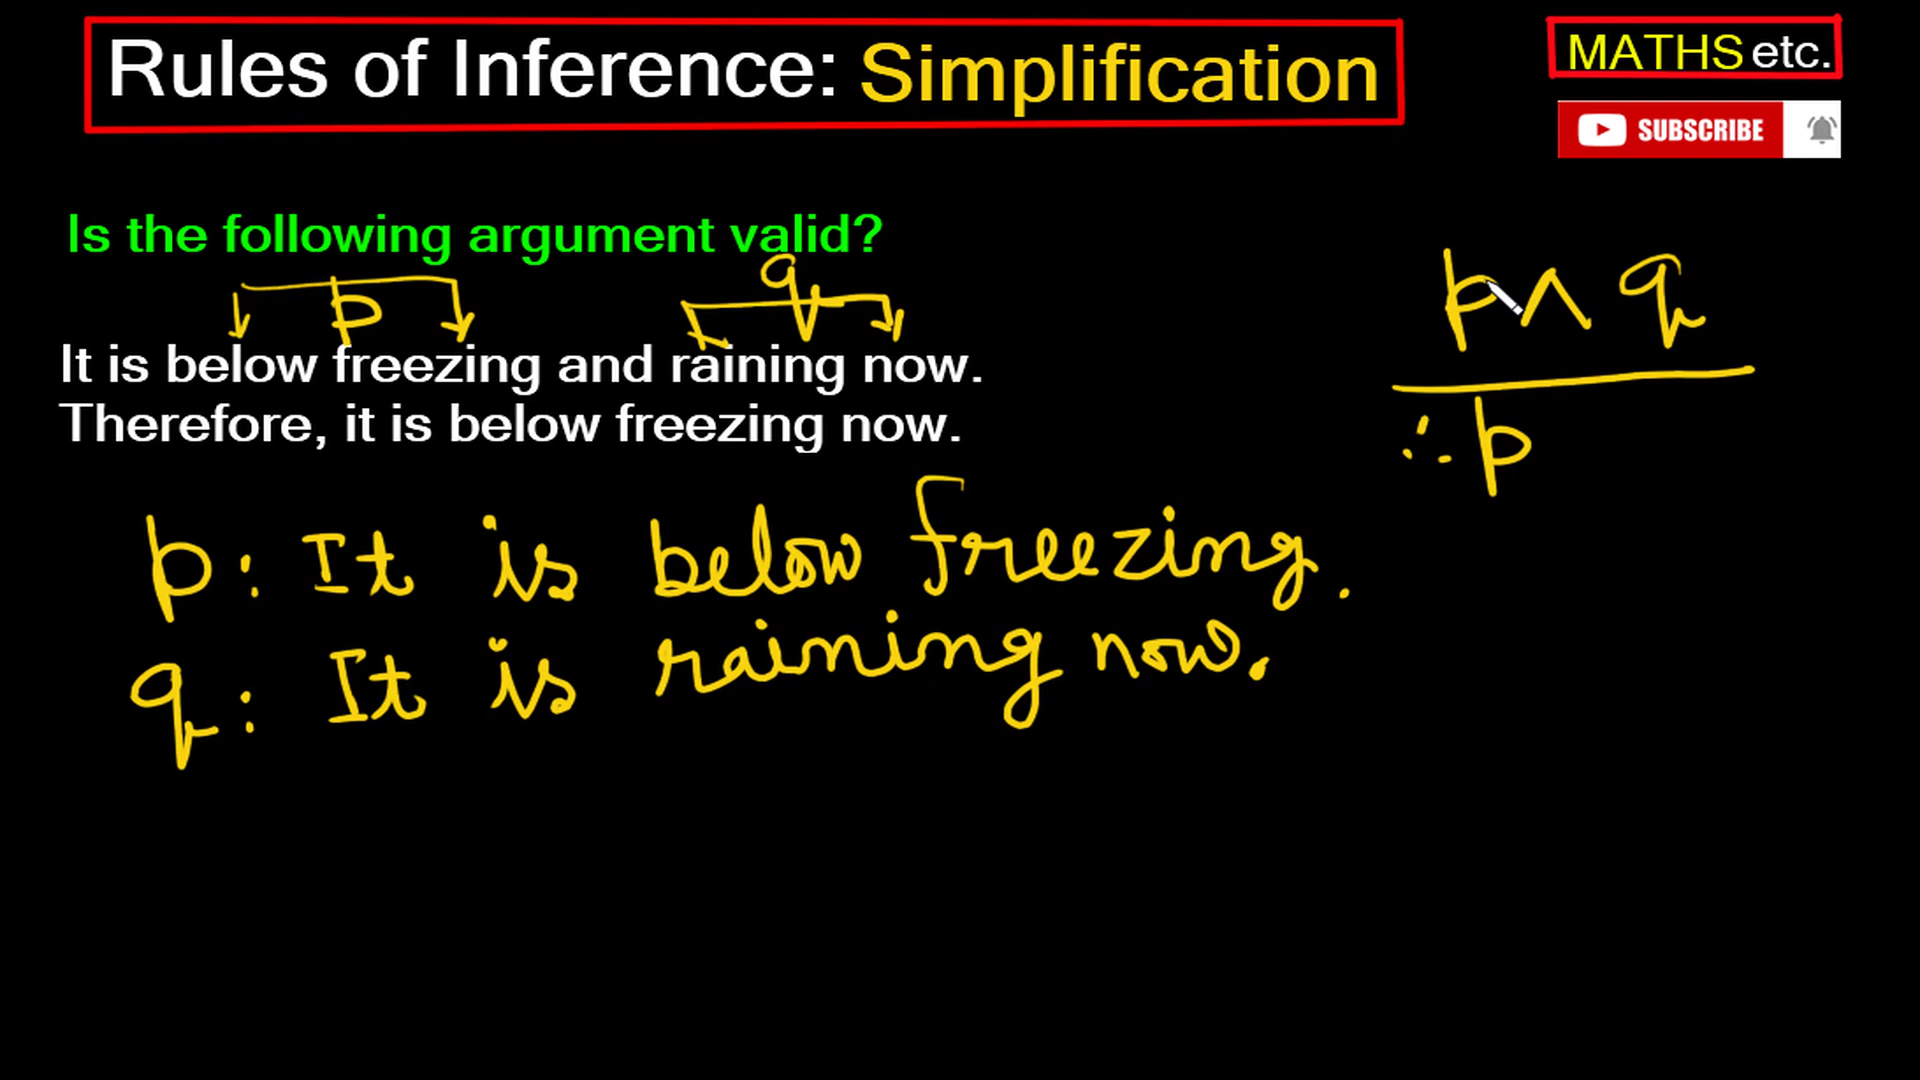 Rules of Inference: Simplification
MATHS etc.
SUBSCRIBE
Is the following argument valid?
p
q
It is below freezing and raining now.
Therefore, it is below freezing now.
p ∧ q
∴ p
p: It is below freezing.
q: It is raining now.